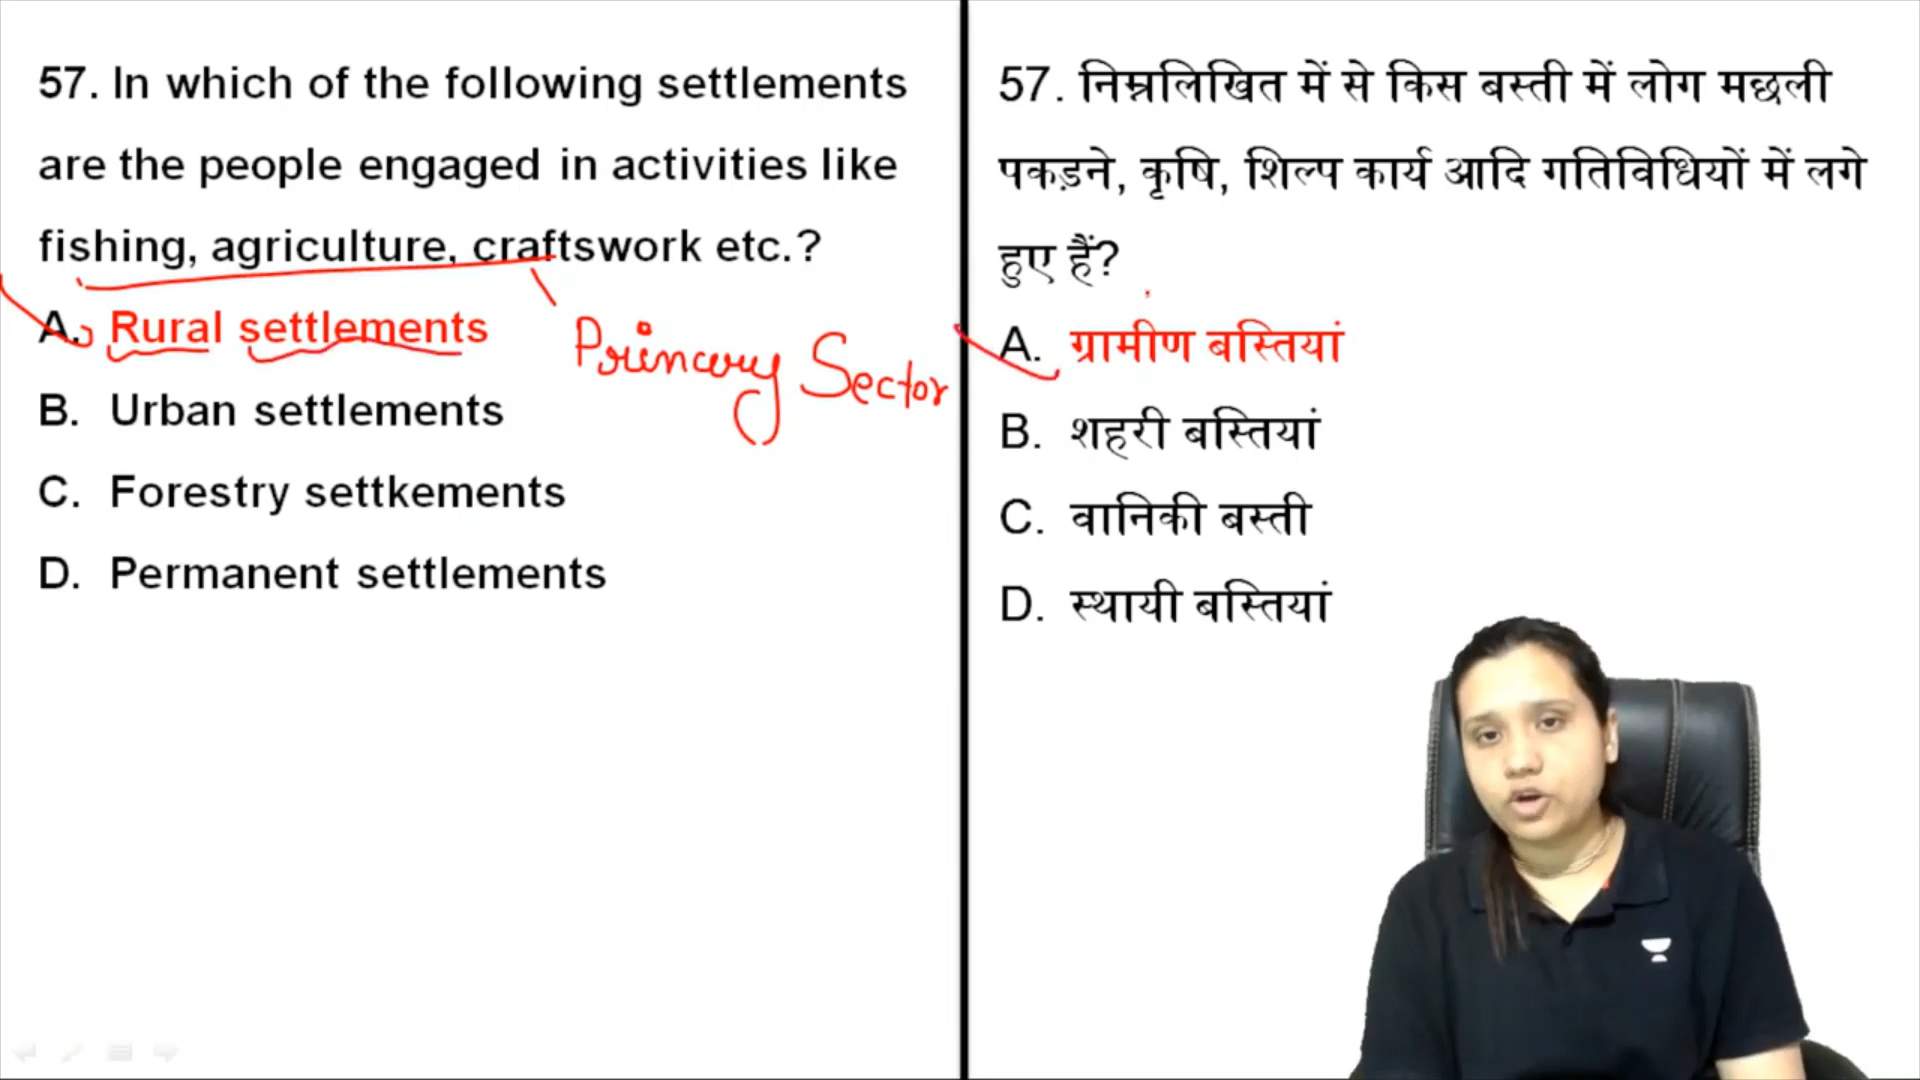 57. In which of the following settlements
are the people engaged in activities like
fishing, agriculture, craftswork etc.?
A. Rural settlements
Primary Sector
B. Urban settlements
C. Forestry settkements
D. Permanent settlements
57. निम्नलिखित में से किस बस्ती में लोग मछली
पकड़ने, कृषि, शिल्प कार्य आदि गतिविधियों में लगे
हुए हैं?
A. ग्रामीण बस्तियां
B. शहरी बस्तियां
C. वानिकी बस्ती
D. स्थायी बस्तियां